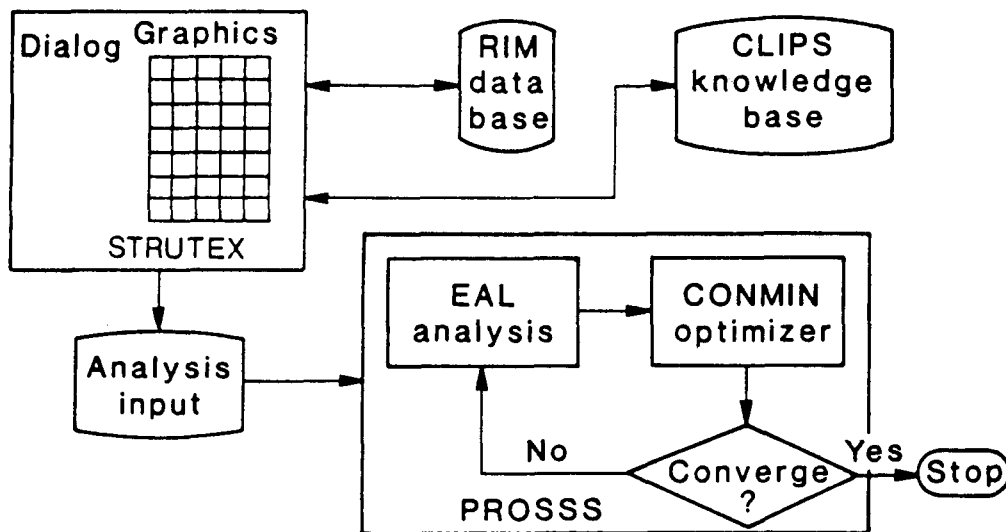 Dialog
Graphics
STRUTEX
RIM
data
base
CLIPS
knowledge
base
Analysis
input
EAL
analysis
CONMIN
optimizer
Converge
?
No
Yes
Stop
PROSSS